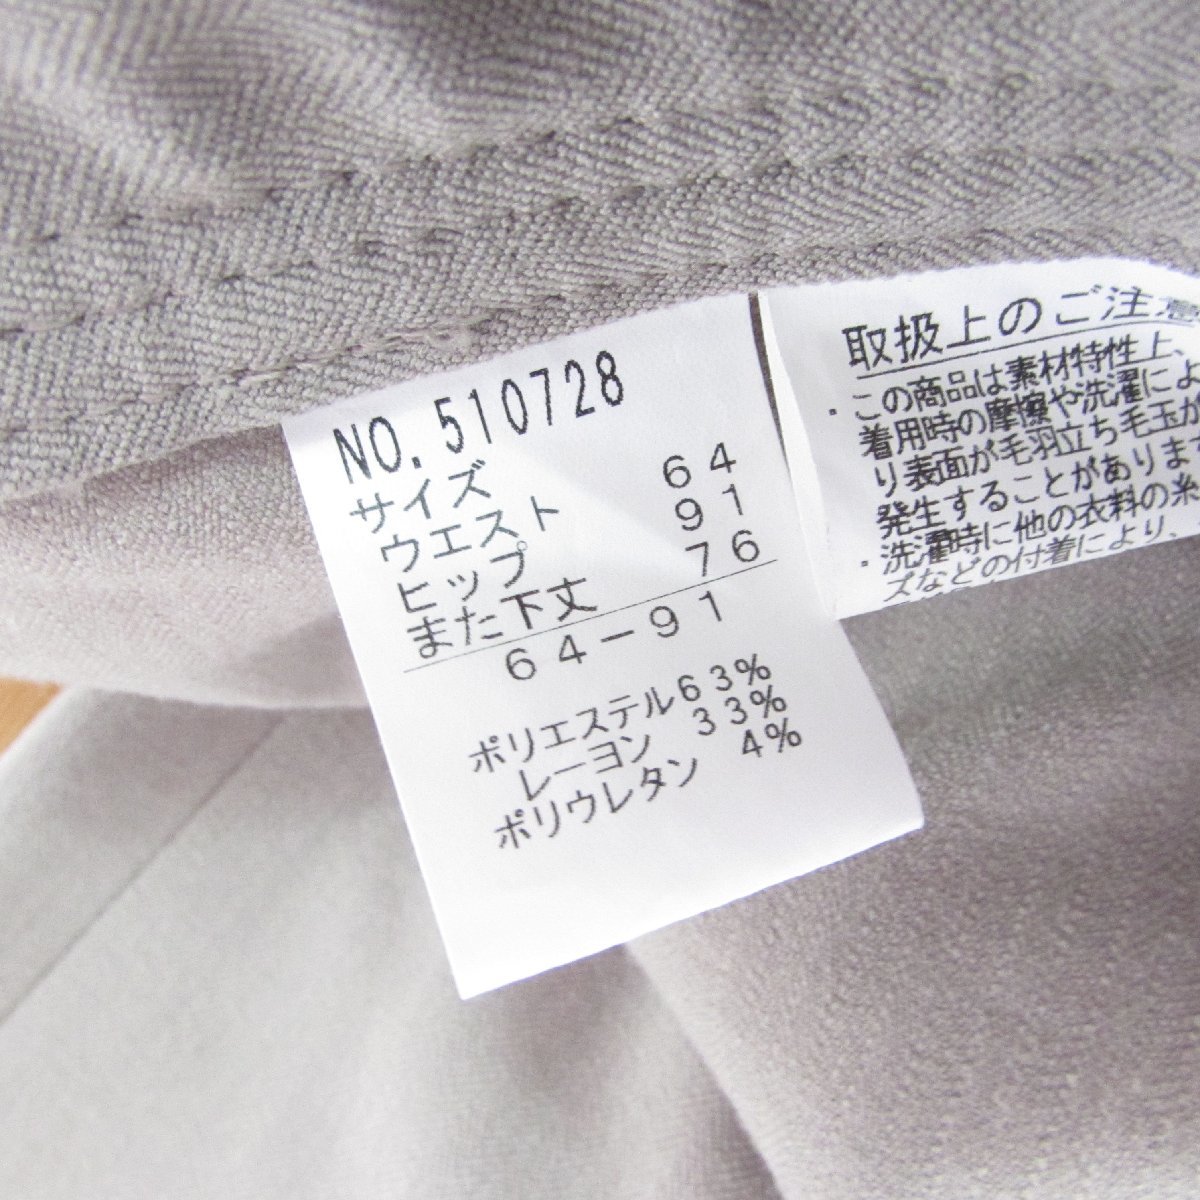 NO.510728
サイズ
ウエスト 64
ヒップ 91
また下丈 76
64-91
ポリエステル63%
レーヨン 33%
ポリウレタン 4%
取扱上のご注意
・この商品は素材特性上、
着用時の摩擦や洗濯によ
り表面が毛羽立ち毛玉が
発生することがありま
・洗濯時に他の衣料の糸
ズなどの付着により、